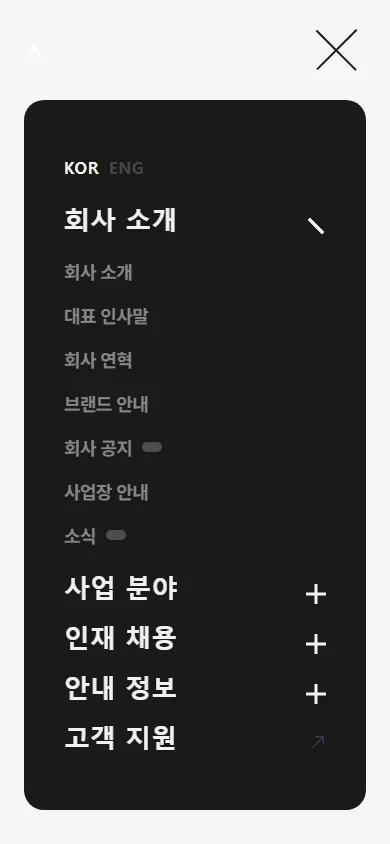 A
KOR ENG
회사 소개
회사 소개
대표 인사말
회사 연혁
브랜드 안내
회사 공지
사업장 안내
소식
사업 분야
인재 채용
안내 정보
고객 지원